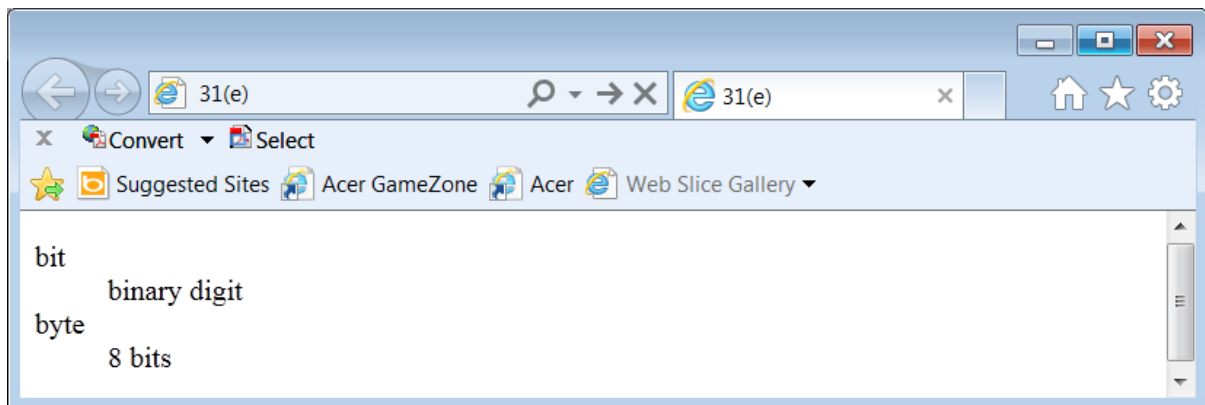 31(e) 31(e)
x Convert Select
Suggested Sites Acer GameZone Acer Web Slice Gallery
bit
binary digit
byte
8 bits